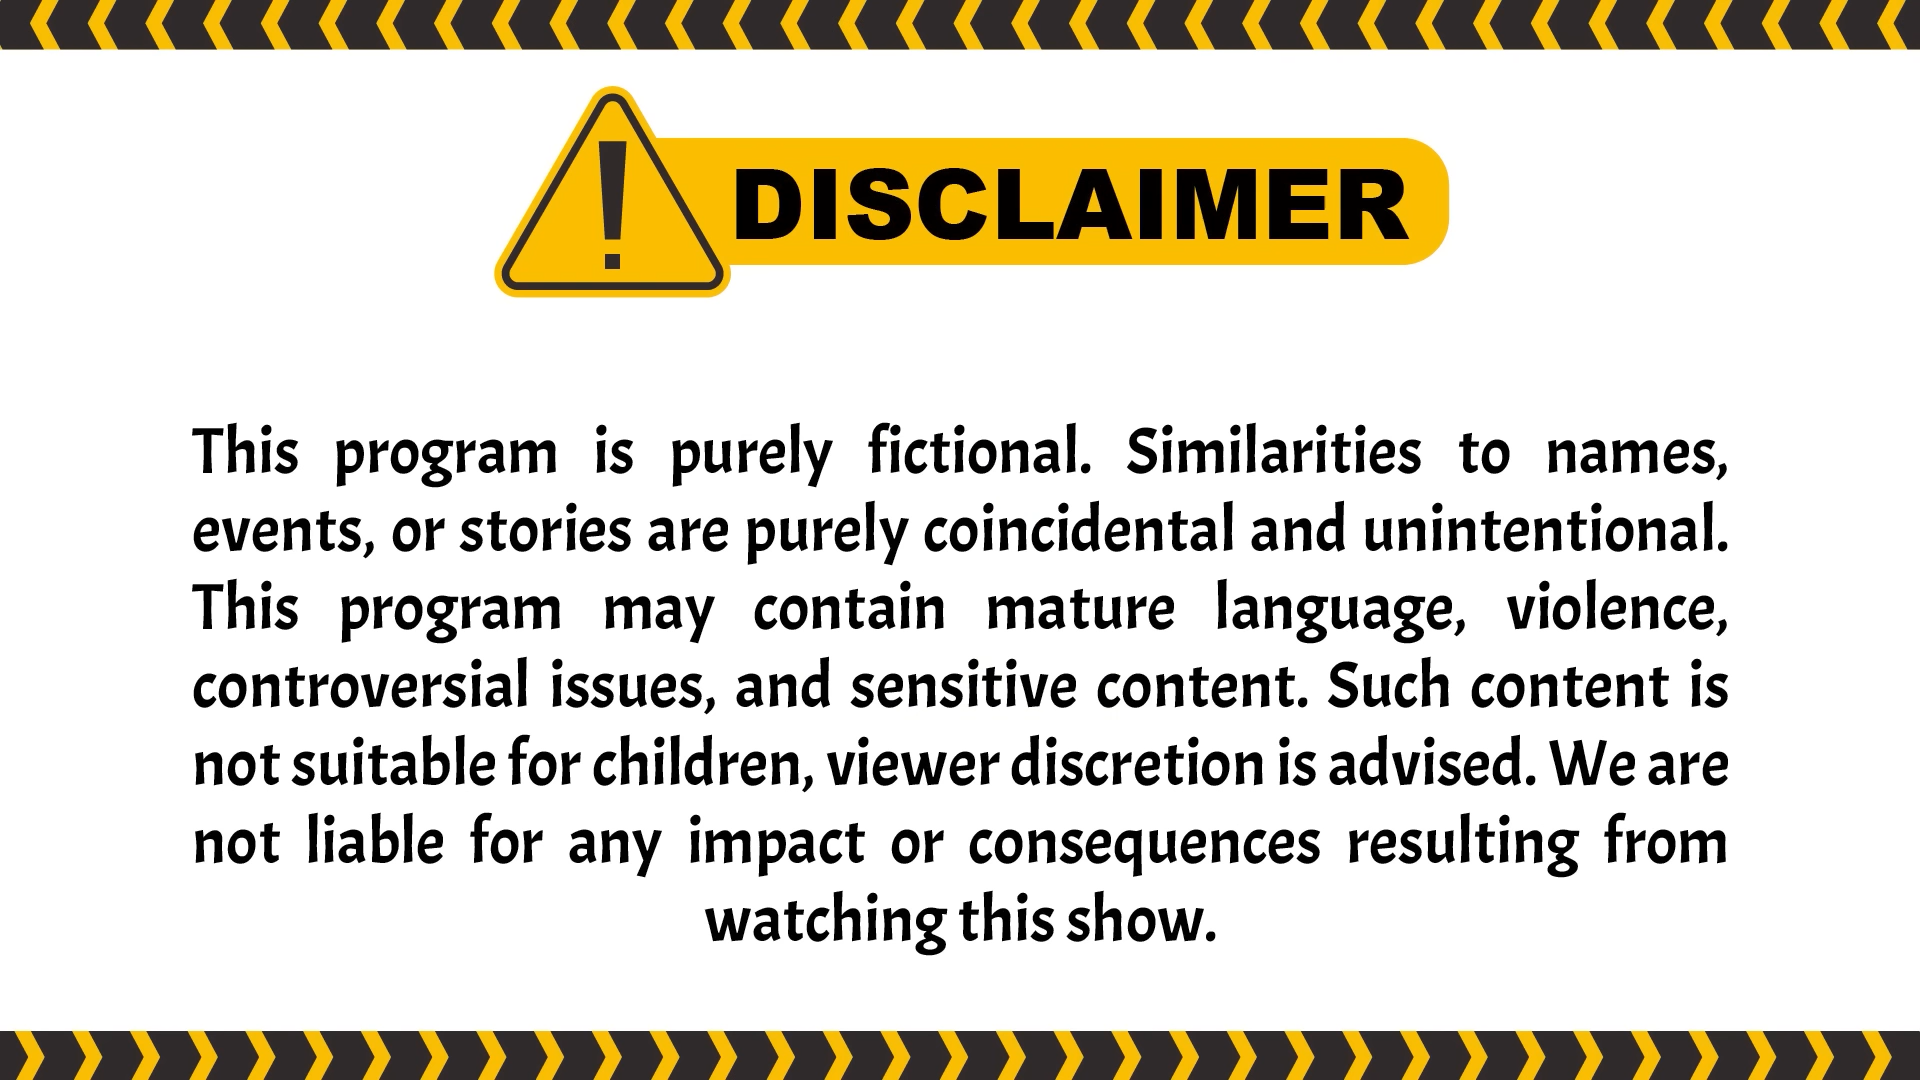 DISCLAIMER
This program is purely fictional. Similarities to names,
events, or stories are purely coincidental and unintentional.
This program may contain mature language, violence,
controversial issues, and sensitive content. Such content is
not suitable for children, viewer discretion is advised. We are
not liable for any impact or consequences resulting from
watching this show.